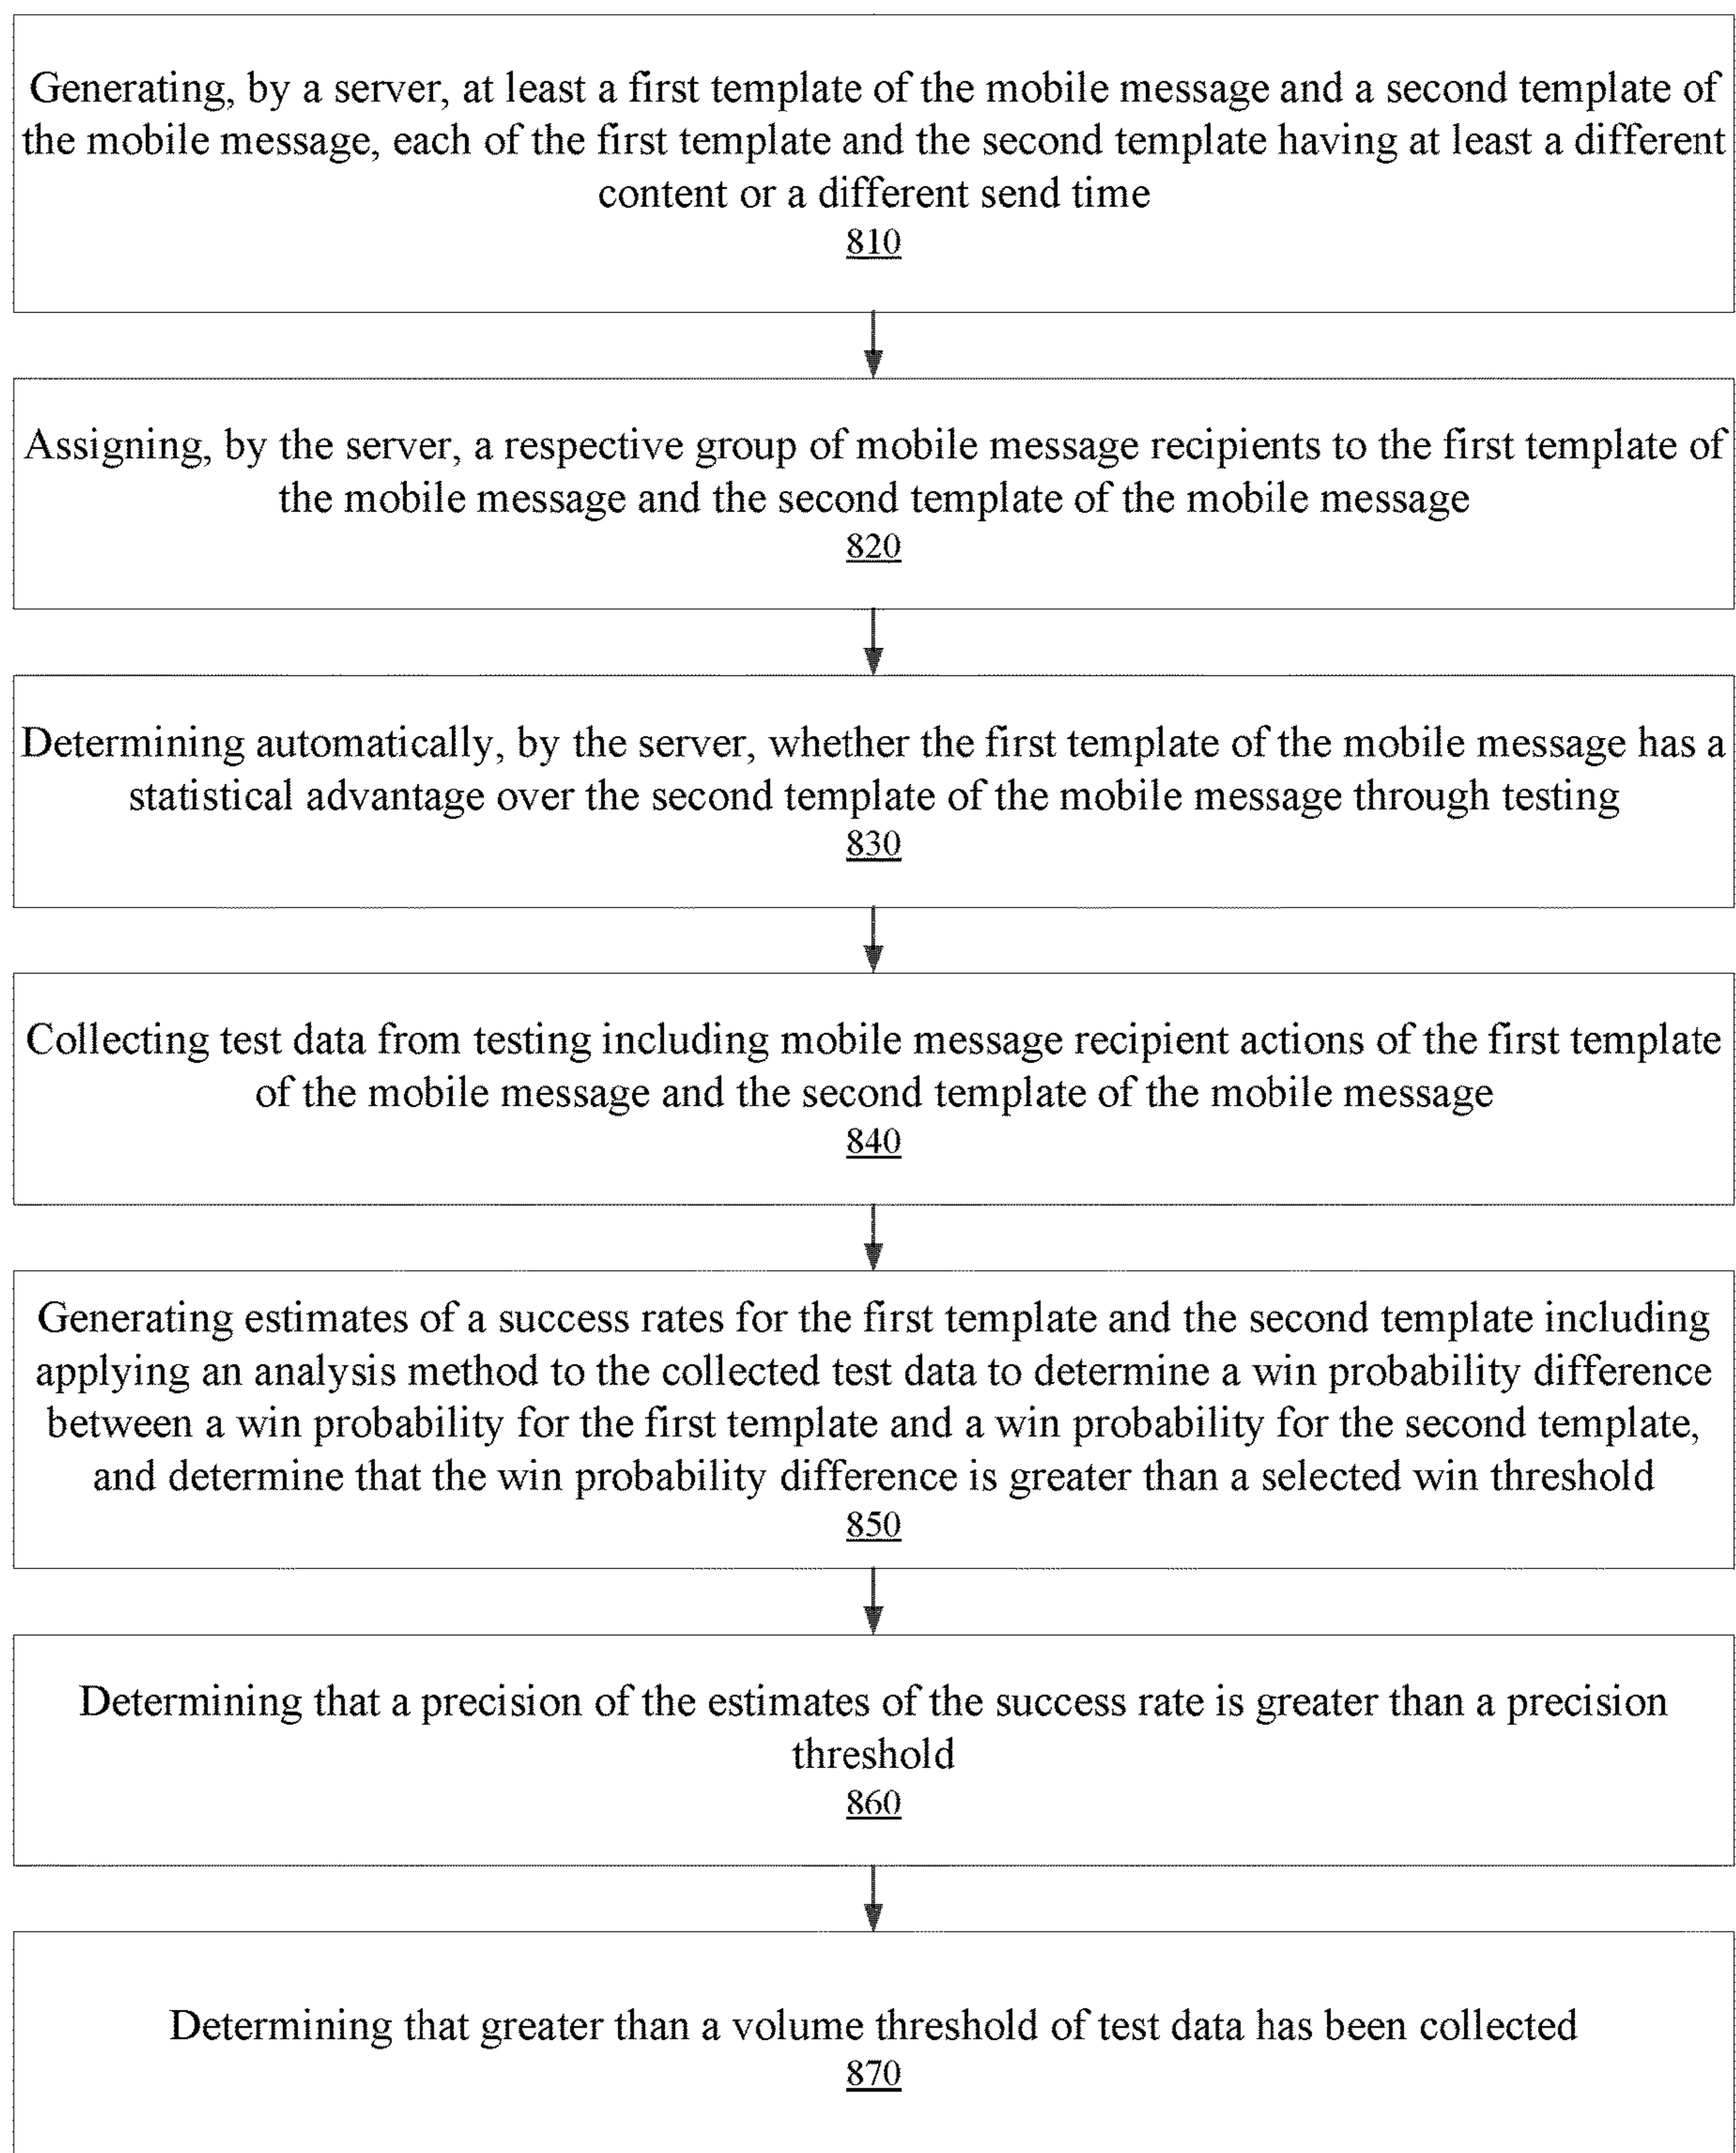 Generating, by a server, at least a first template of the mobile message and a second template of
the mobile message, each of the first template and the second template having at least a different
content or a different send time
810
Assigning, by the server, a respective group of mobile message recipients to the first template of
the mobile message and the second template of the mobile message
820
Determining automatically, by the server, whether the first template of the mobile message has a
statistical advantage over the second template of the mobile message through testing
830
Collecting test data from testing including mobile message recipient actions of the first template
of the mobile message and the second template of the mobile message
840
Generating estimates of a success rates for the first template and the second template including
applying an analysis method to the collected test data to determine a win probability difference
between a win probability for the first template and a win probability for the second template,
and determine that the win probability difference is greater than a selected win threshold
850
Determining that a precision of the estimates of the success rate is greater than a precision
threshold
860
Determining that greater than a volume threshold of test data has been collected
870